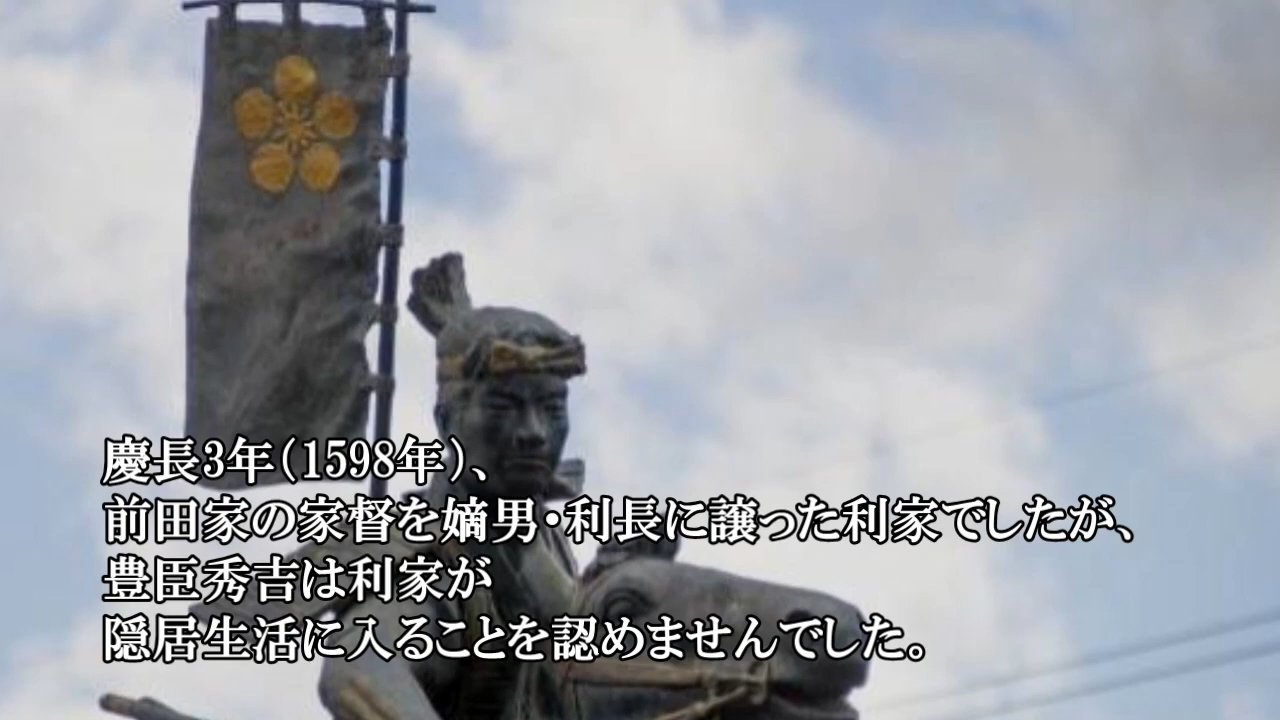 慶長3年（1598年）、
前田家の家督を嫡男・利長に譲った利家でしたが、
豊臣秀吉は利家が
隠居生活に入ることを認めませんでした。